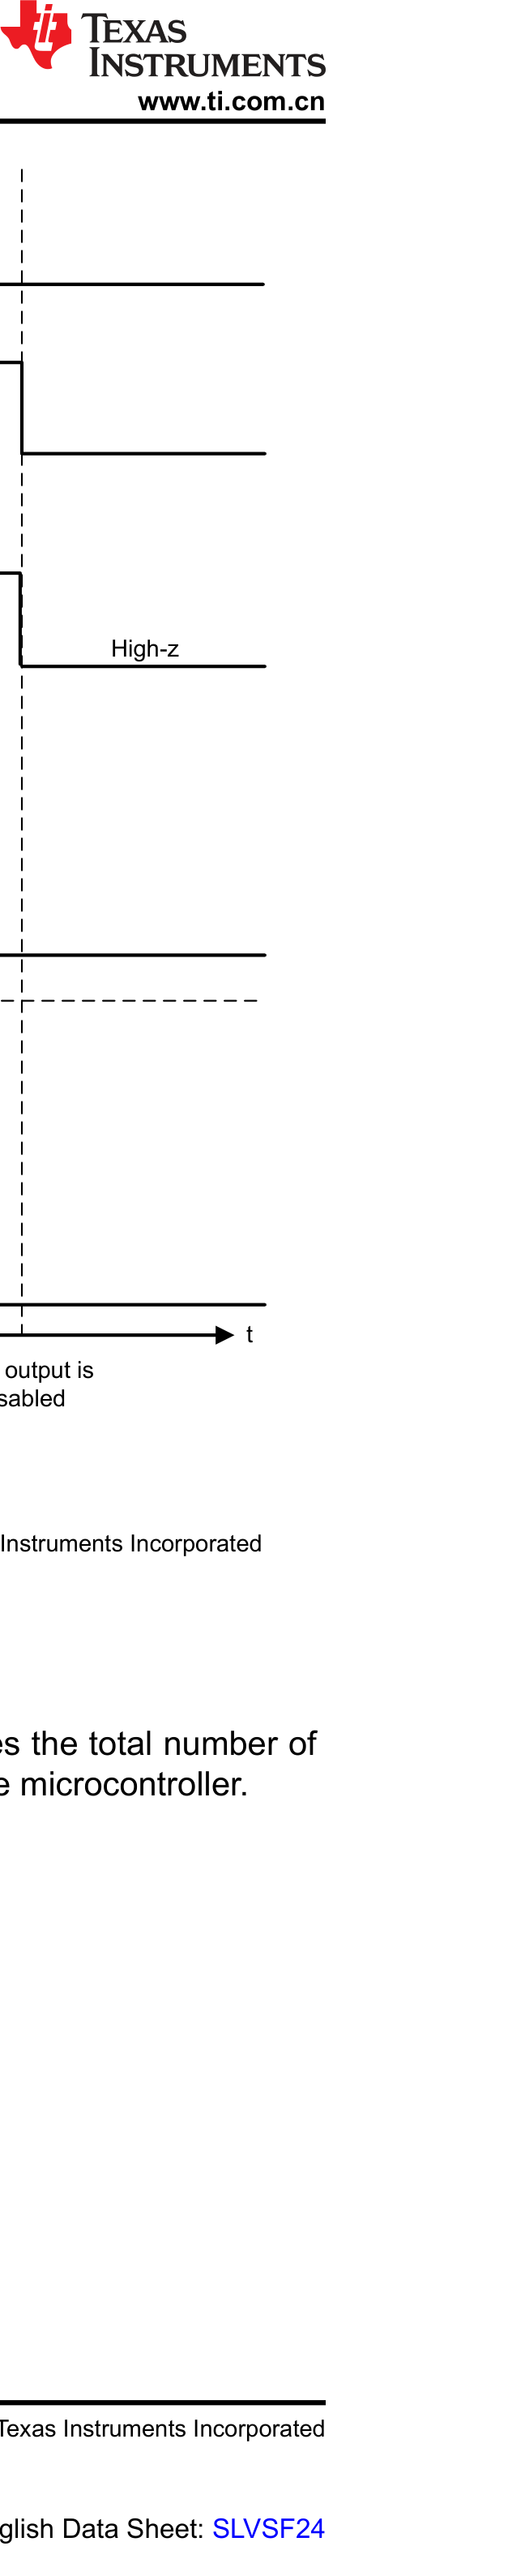 TEXAS
INSTRUMENTS
www.ti.com.cn
High-z
t
output is
sabled
Instruments Incorporated
es the total number of
e microcontroller.
Texas Instruments Incorporated
glish Data Sheet: SLVSF24